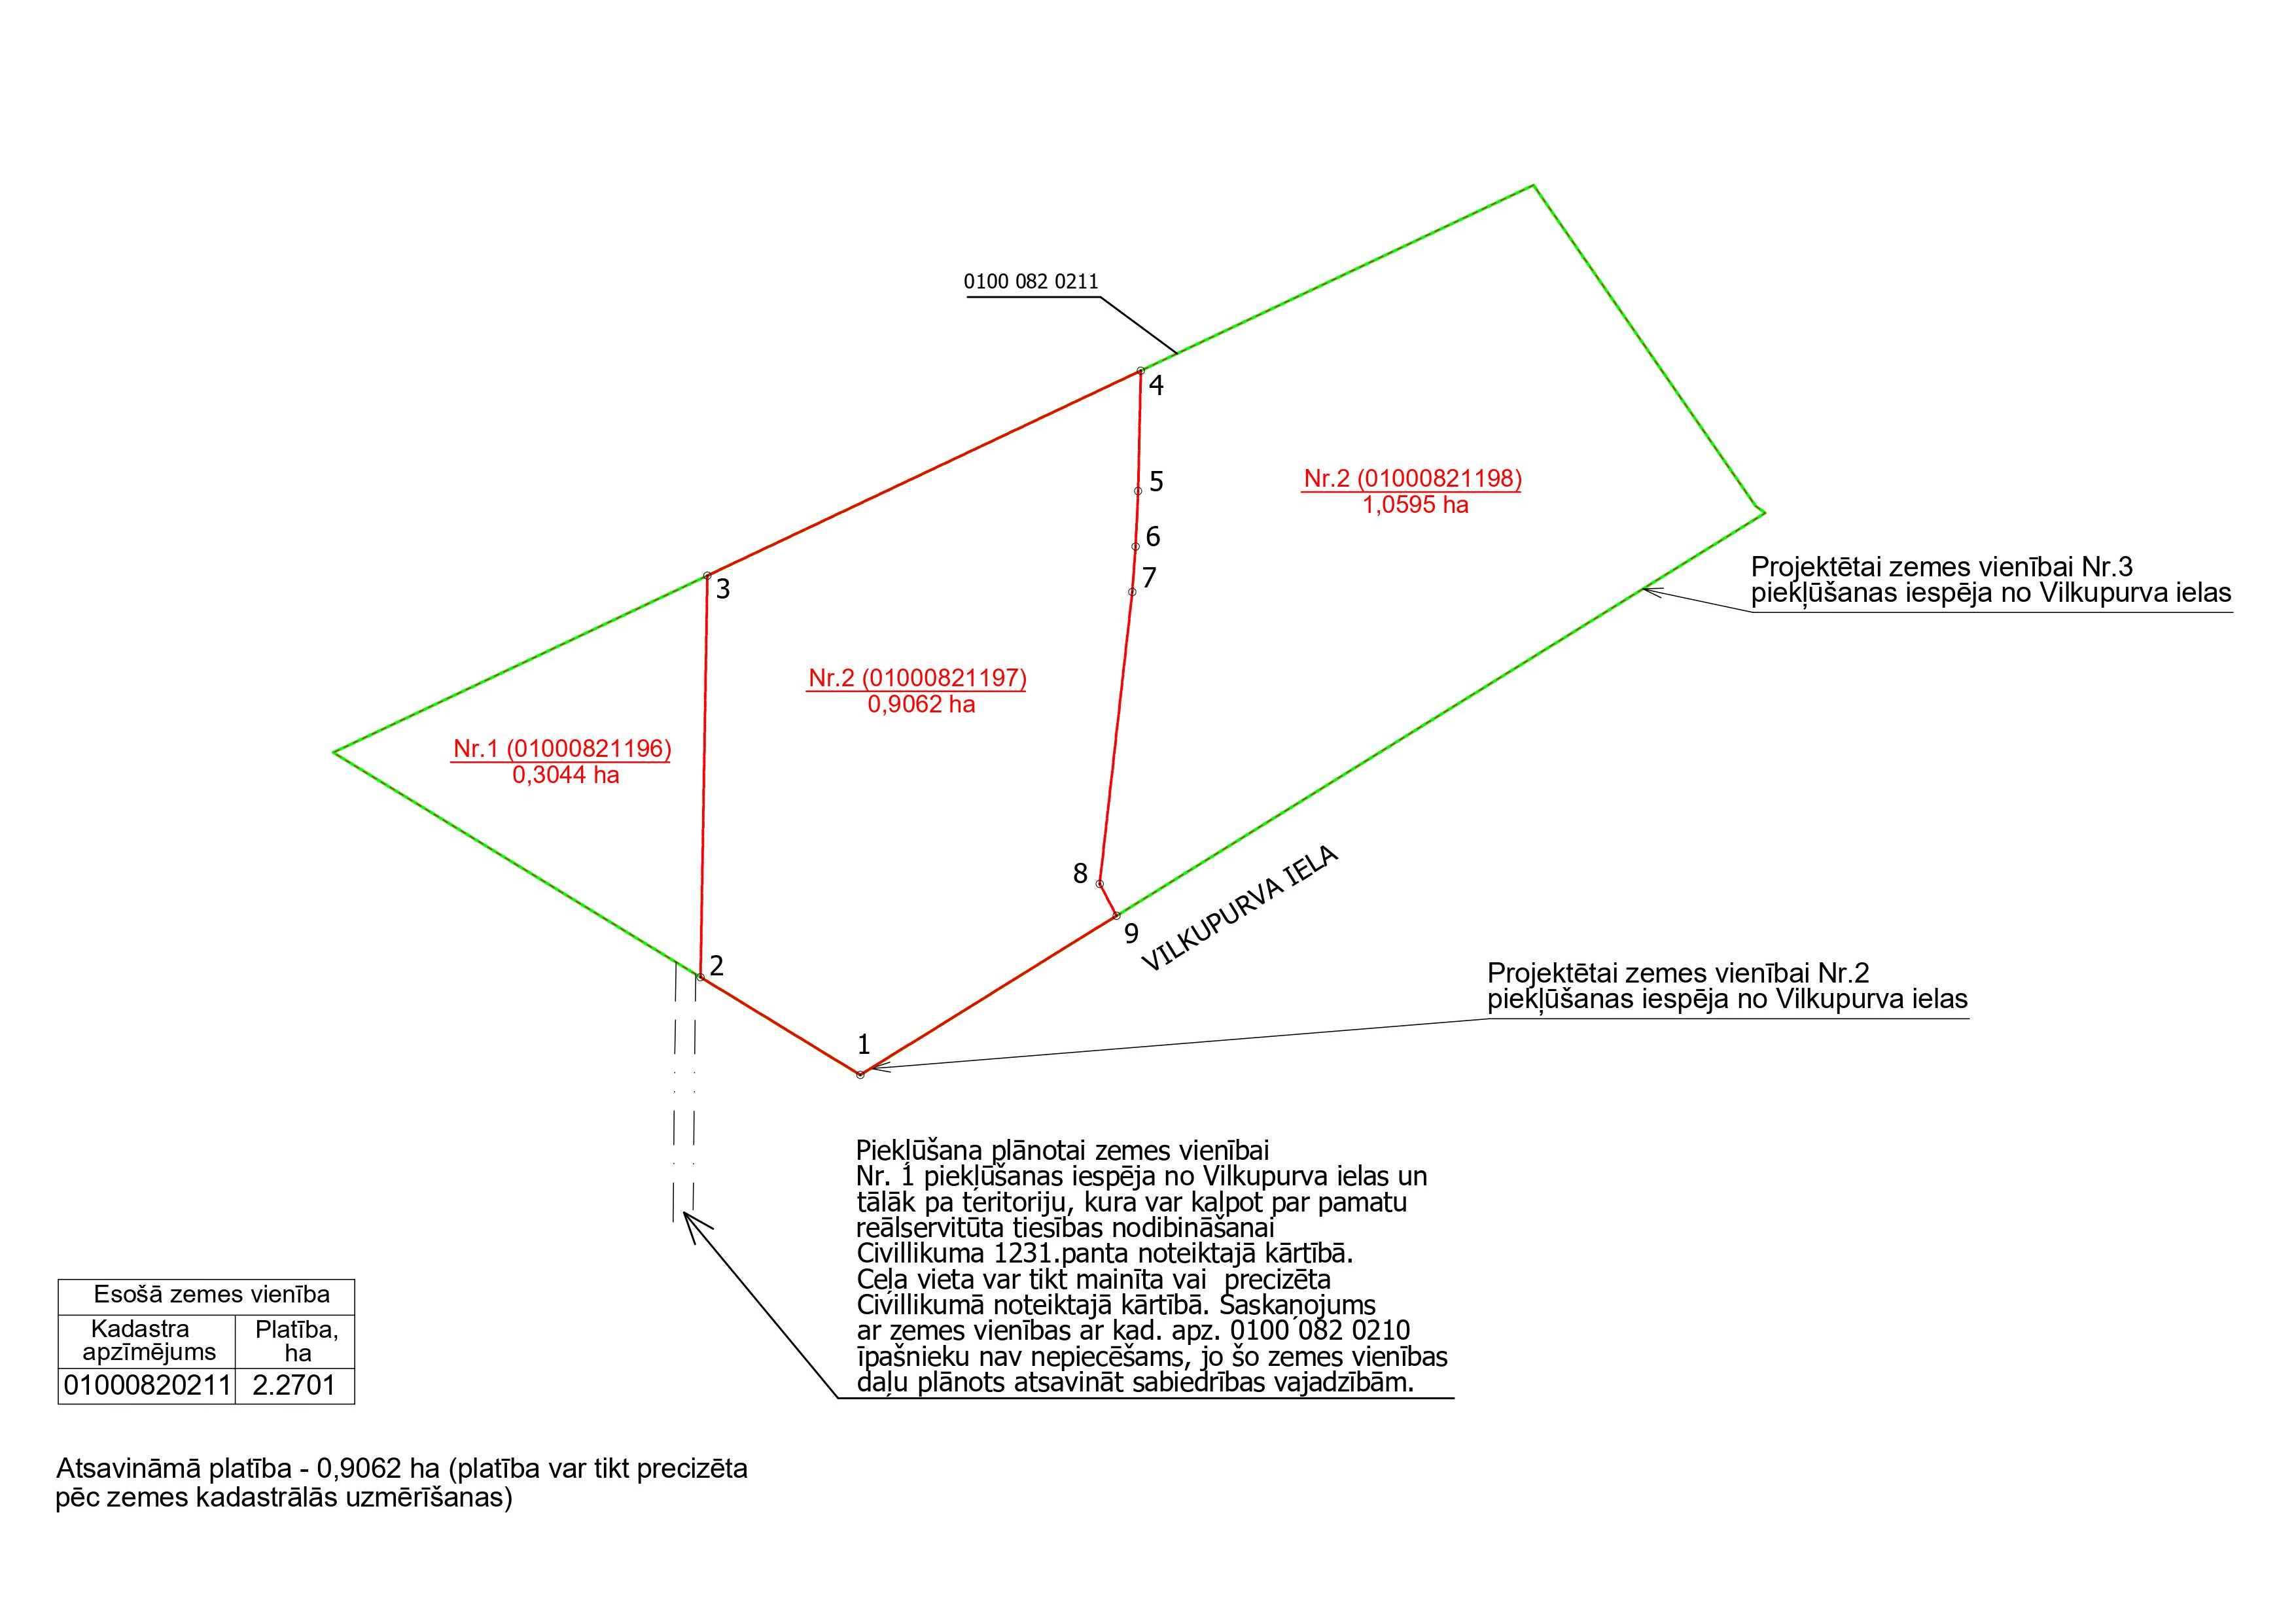 0100 082 0211
4
5
6
7
3
Nr.2 (01000821198)
1,0595 ha
Projektētai zemes vienībai Nr.3
piekļūšanas iespēja no Vilkupurva ielas
Nr.2 (01000821197)
0,9062 ha
Nr.1 (01000821196)
0,3044 ha
8
9
VILKUPURVA IELA
2
1
Projektētai zemes vienībai Nr.2
piekļūšanas iespēja no Vilkupurva ielas
Piekļūšana plānotai zemes vienībai
Nr. 1 piekļūšanas iespēja no Vilkupurva ielas un
tālāk pa teritoriju, kura var kalpot par pamatu
reālservitūta tiesības nodibināšanai
Civillikuma 1231.panta noteiktajā kārtībā.
Ceļa vieta var tikt mainīta vai precizēta
Civillikumā noteiktajā kārtībā. Saskaņojums
ar zemes vienības ar kad. apz. 0100 082 0210
īpašnieku nav nepiecēšams, jo šo zemes vienības
daļu plānots atsavināt sabiedrības vajadzībām.
Esošā zemes vienība
Kadastra apzīmējums
Platība, ha
01000820211
2.2701
Atsavināmā platība - 0,9062 ha (platība var tikt precizēta
pēc zemes kadastrālās uzmērīšanas)